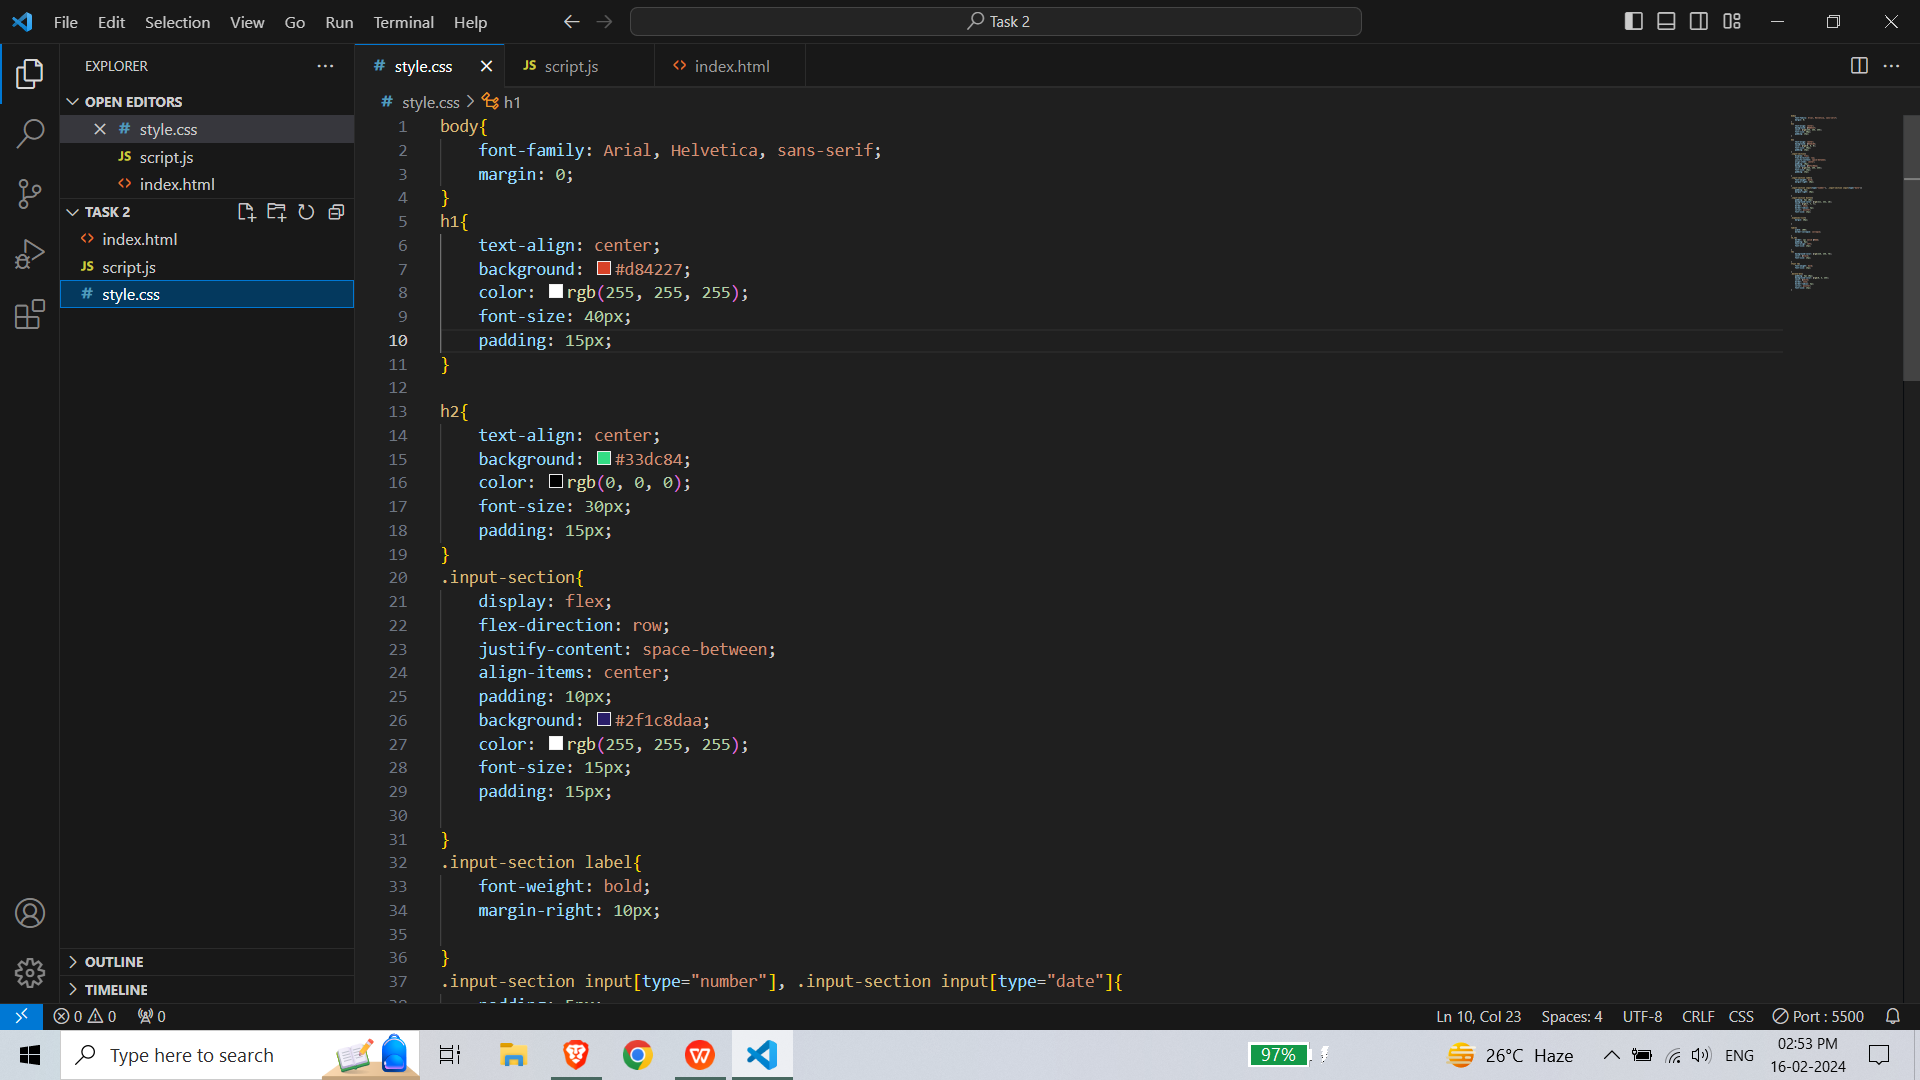 File Edit Selection View Go Run Terminal Help
Task 2
EXPLORER
OPEN EDITORS
style.css
JS script.js
index.html
TASK 2
index.html
JS script.js
# style.css
OUTLINE
TIMELINE
# style.css
JS script.js
index.html
# style.css > h1
1 body{
2 font-family: Arial, Helvetica, sans-serif;
3 margin: 0;
4 }
5 h1{
6 text-align: center;
7 background: #d84227;
8 color: rgb(255, 255, 255);
9 font-size: 40px;
10 padding: 15px;
11 }
12
13 h2{
14 text-align: center;
15 background: #33dc84;
16 color: rgb(0, 0, 0);
17 font-size: 30px;
18 padding: 15px;
19 }
20 .input-section{
21 display: flex;
22 flex-direction: row;
23 justify-content: space-between;
24 align-items: center;
25 padding: 10px;
26 background: #2f1c8daa;
27 color: rgb(255, 255, 255);
28 font-size: 15px;
29 padding: 15px;
30
31 }
32 .input-section label{
33 font-weight: bold;
34 margin-right: 10px;
35
36 }
37 .input-section input[type="number"], .input-section input[type="date"]{
0 0 0
Ln 10, Col 23 Spaces: 4 UTF-8 CRLF CSS Port : 5500
Type here to search
97%
26°C Haze
ENG
02:53 PM
16-02-2024